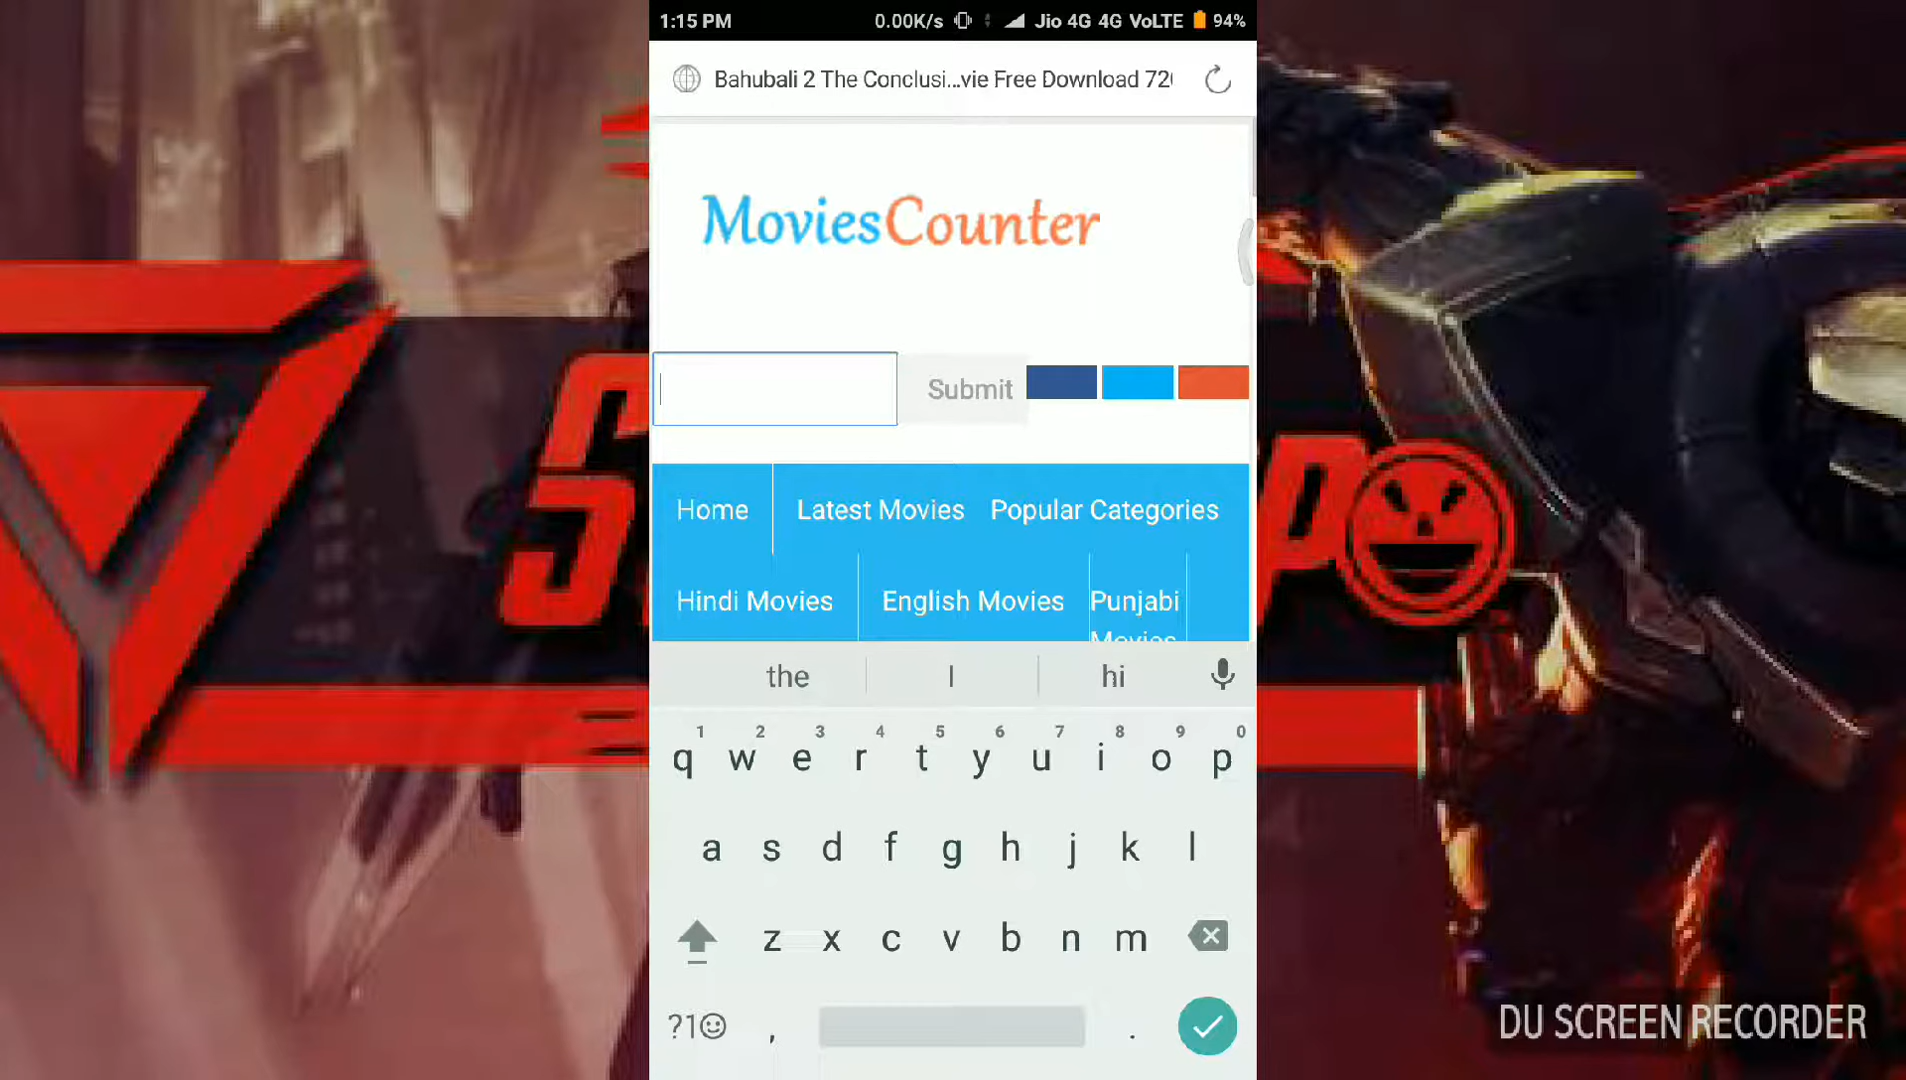 1:15 PM 0.00K/s Jio 4G 4G VoLTE 94%
Bahubali 2 The Conclusi...vie Free Download 72
MoviesCounter
Submit
Home Latest Movies Popular Categories
Hindi Movies English Movies Punjabi Movies
the I hi
1 2 3 4 5 6 7 8 9 0
q w e r t y u i o p
a s d f g h j k l
z x c v b n m
?1 , .
DU SCREEN RECORDER